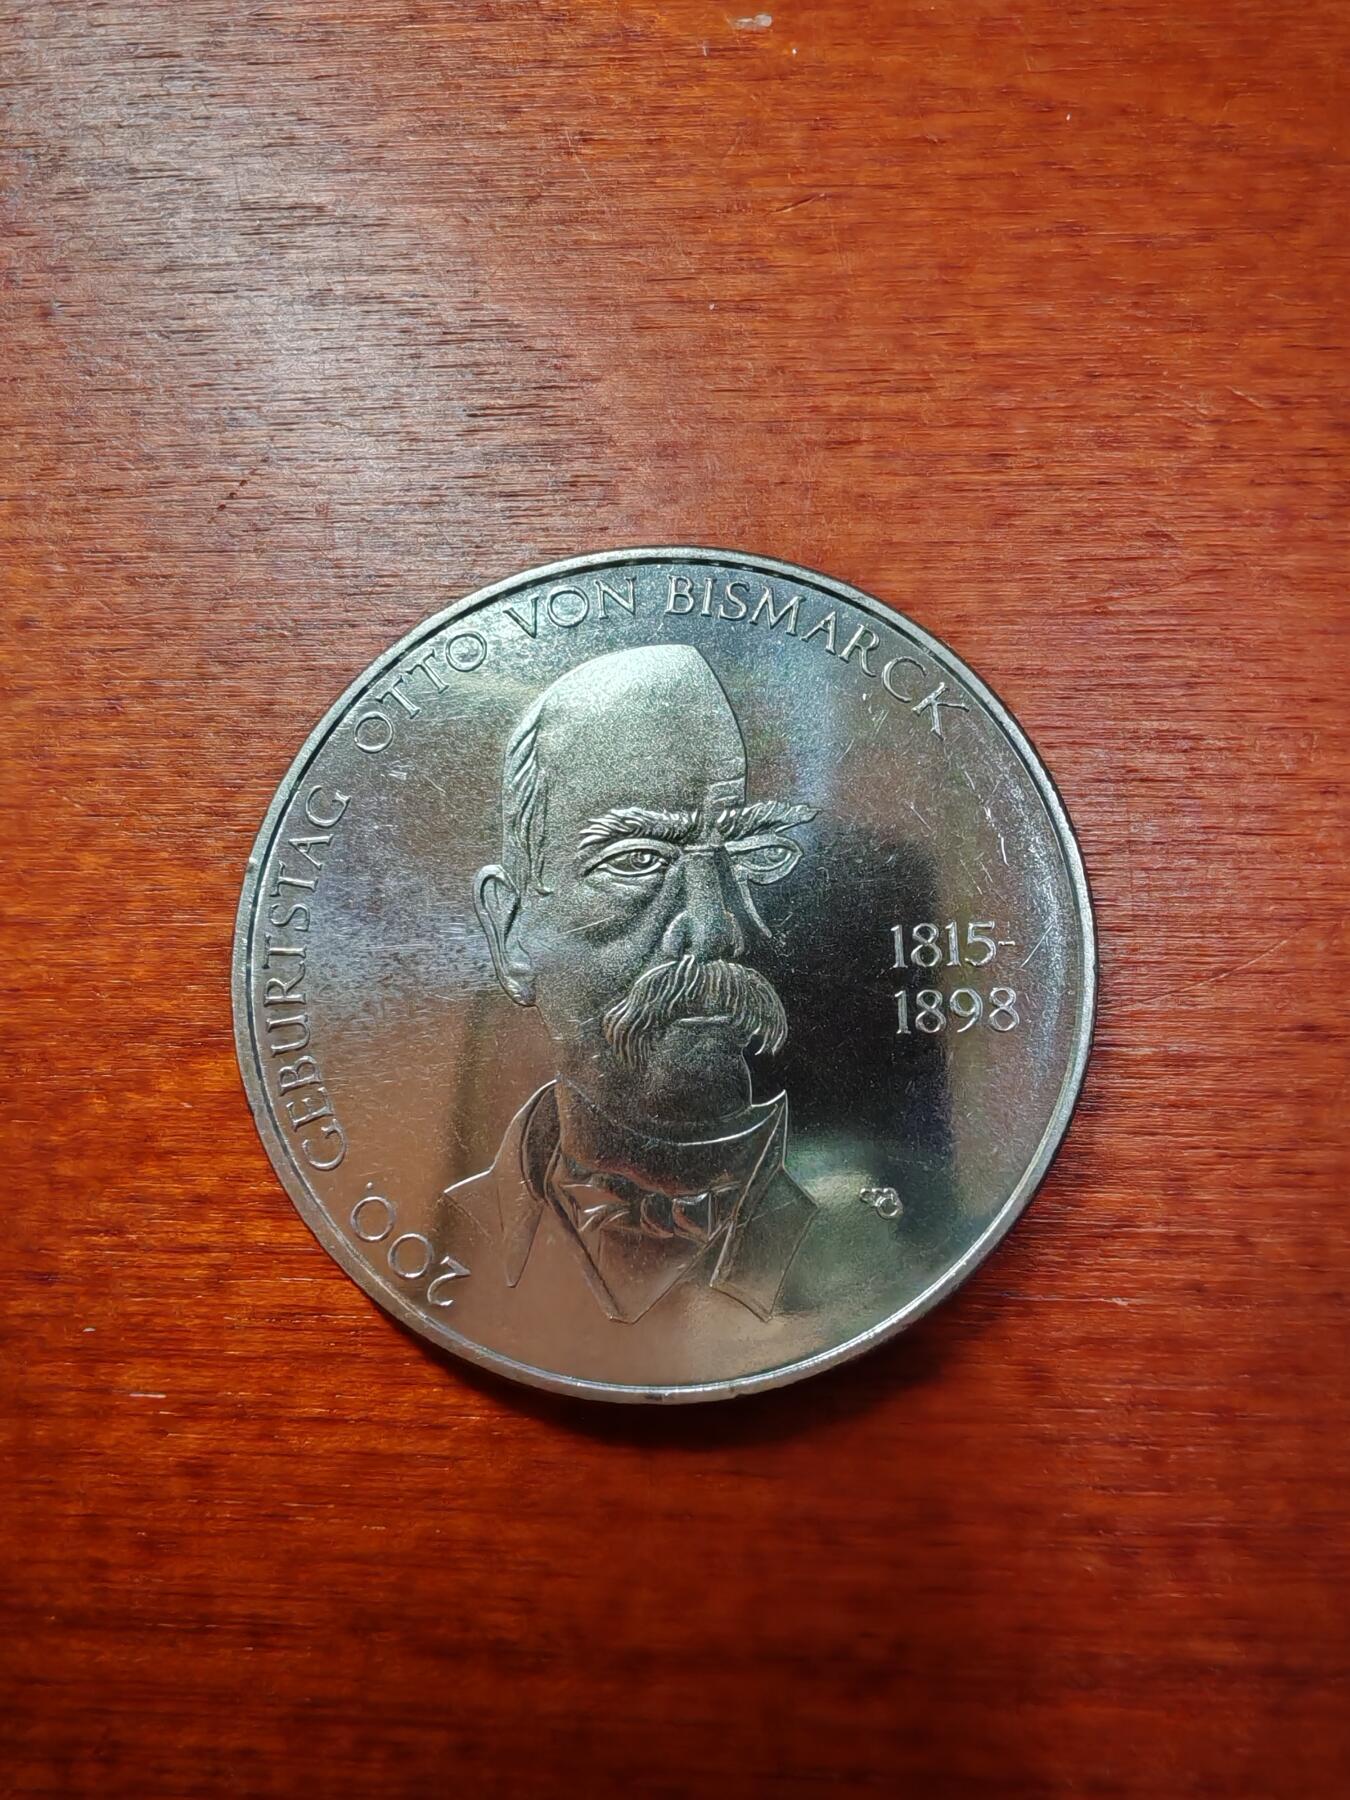 200. GEBURTSTAG OTTO VON BISMARCK
1815-
1898